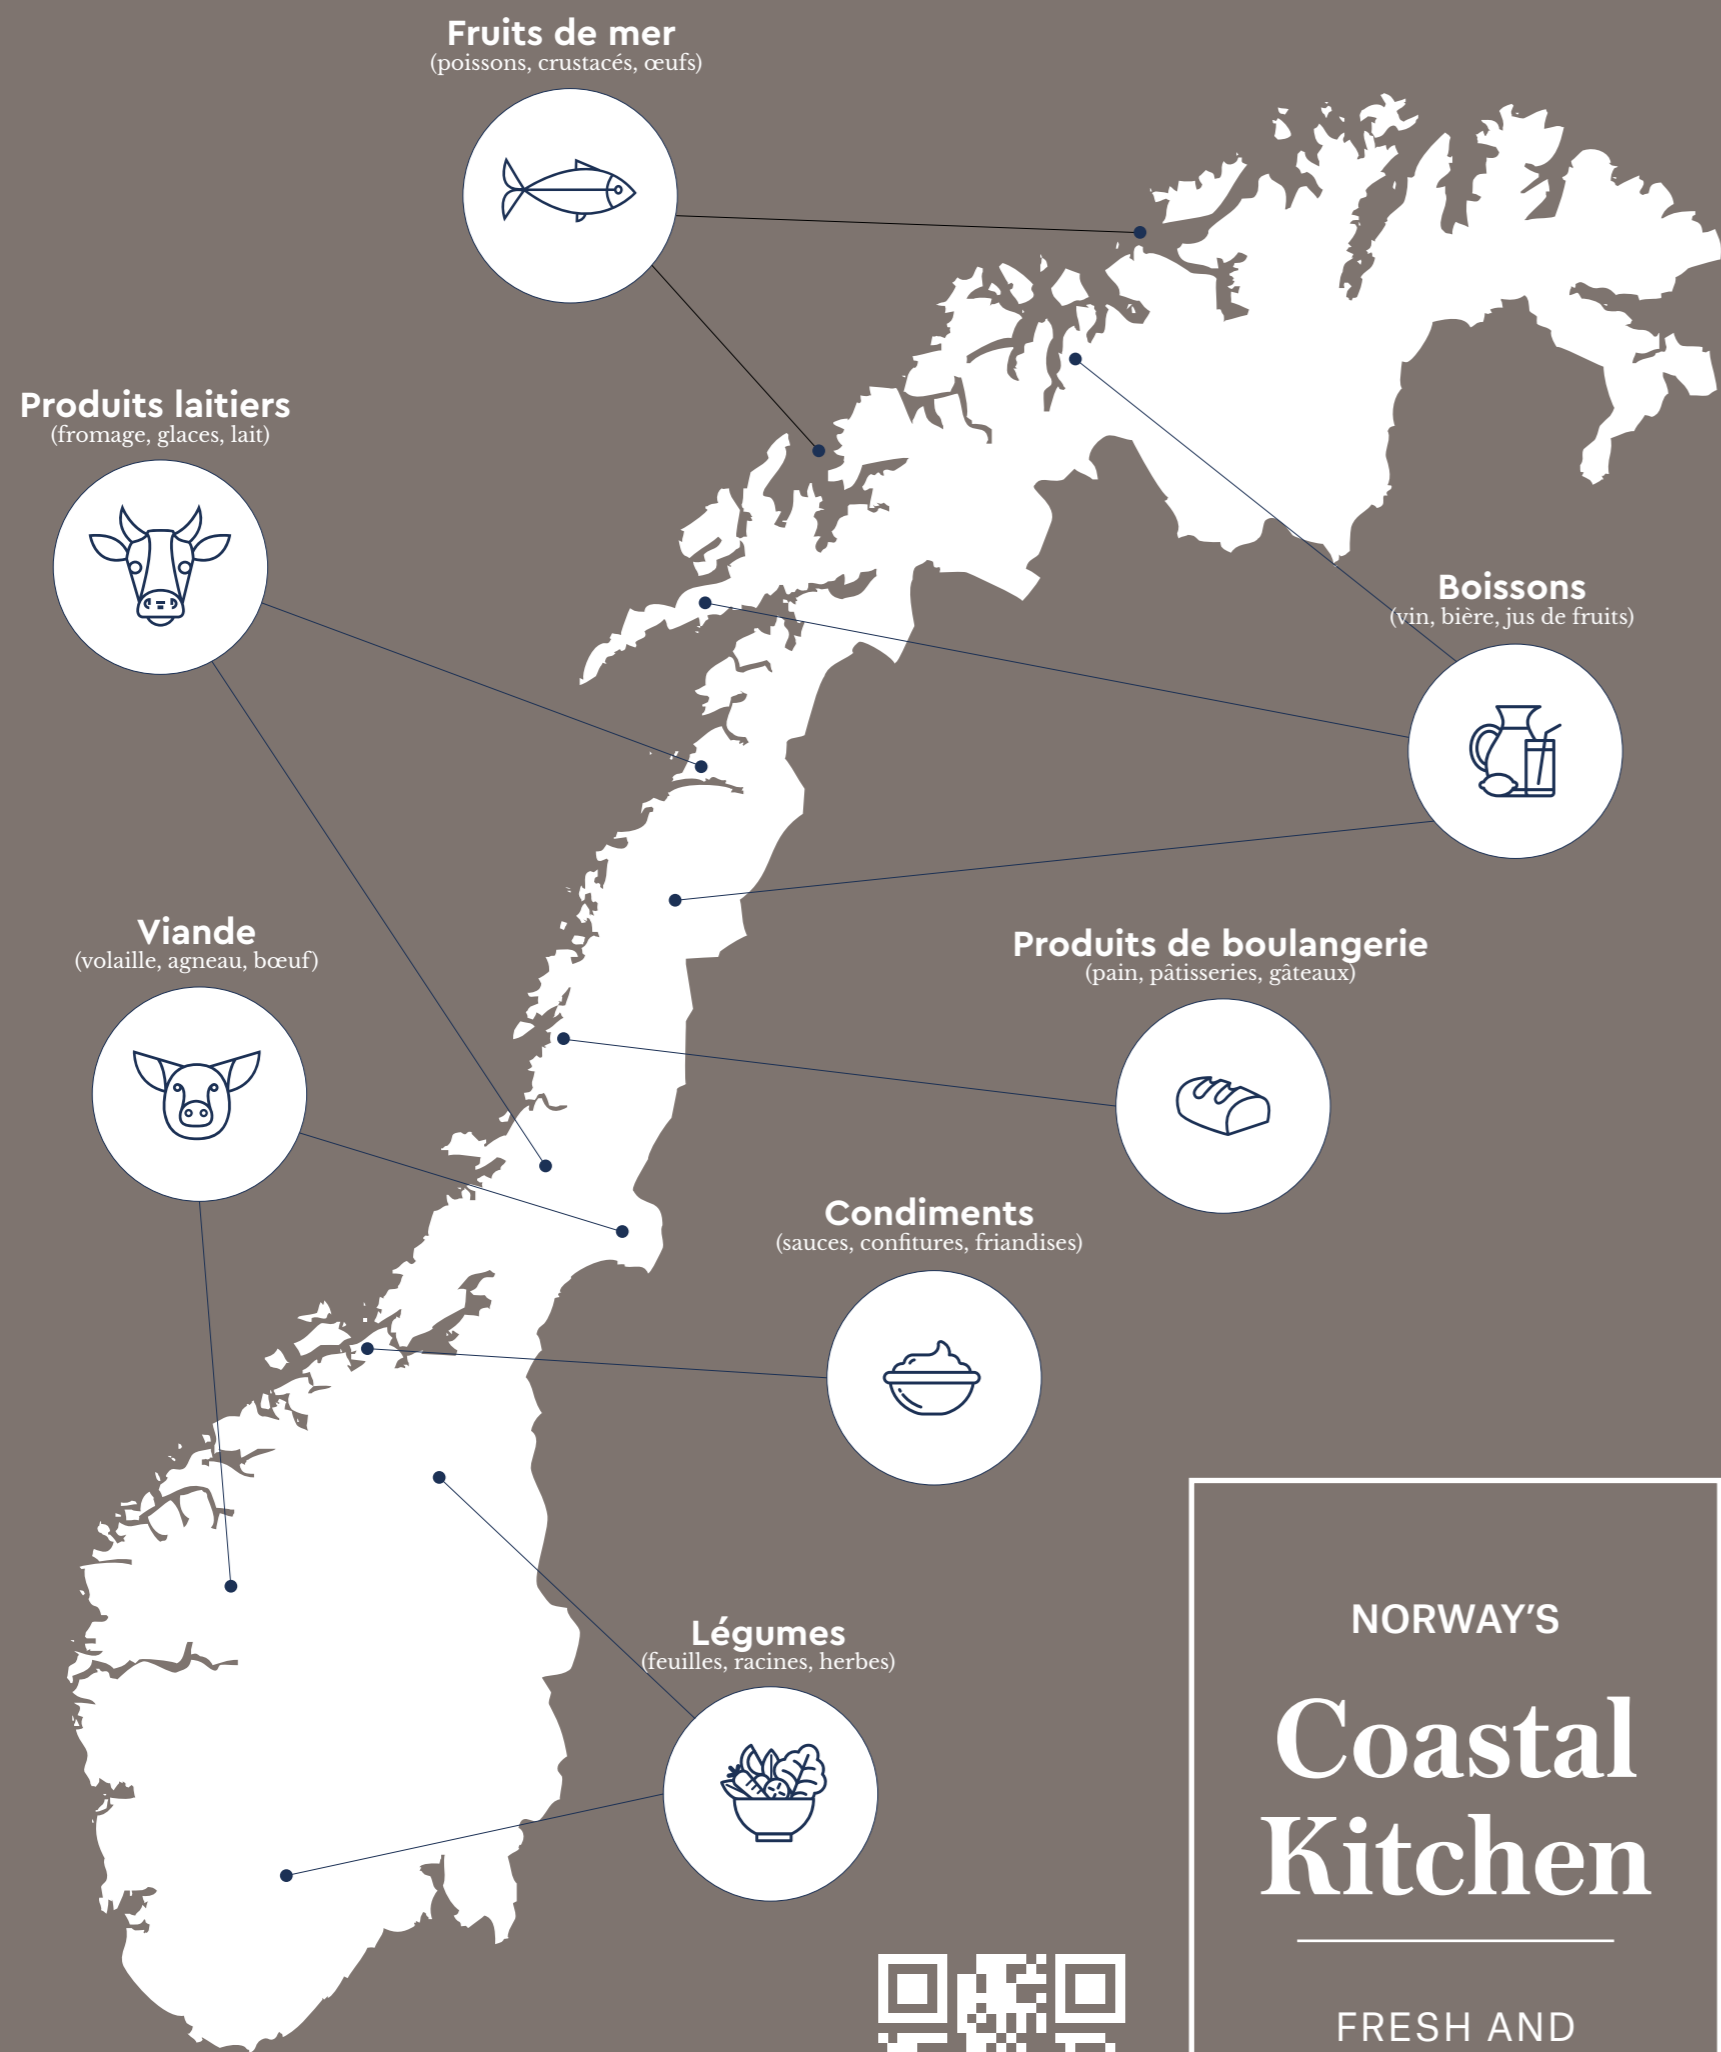 Fruits de mer
(poissons, crustacés, œufs)
Produits laitiers
(fromage, glaces, lait)
Boissons
(vin, bière, jus de fruits)
Viande
(volaille, agneau, bœuf)
Produits de boulangerie
(pain, pâtisseries, gâteaux)
Condiments
(sauces, confitures, friandises)
Légumes
(feuilles, racines, herbes)
NORWAY’S
Coastal
Kitchen
FRESH AND